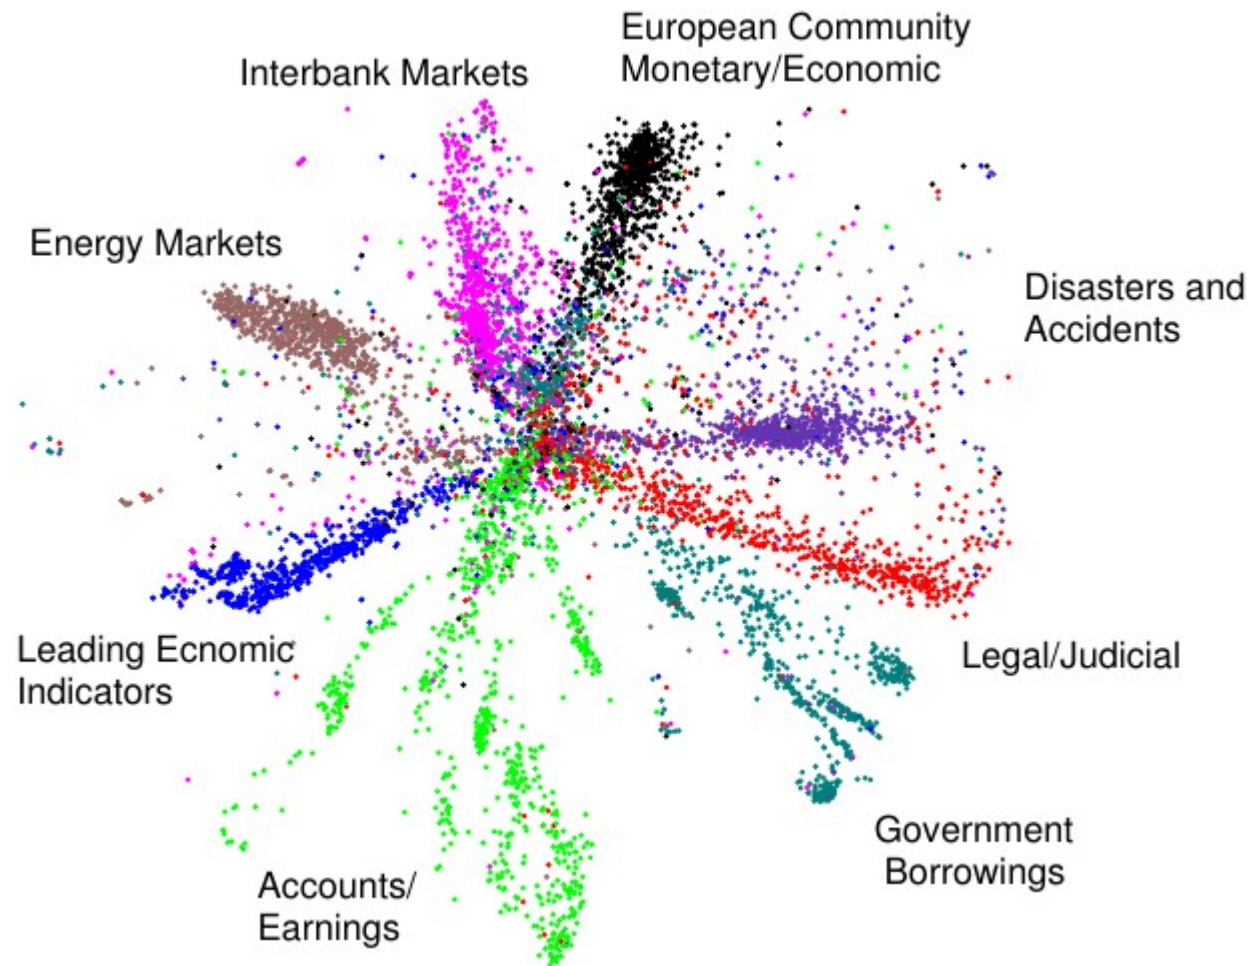 European Community
Monetary/Economic
Interbank Markets
Energy Markets
Disasters and
Accidents
Leading Ecnomic
Indicators
Legal/Judicial
Government
Borrowings
Accounts/
Earnings